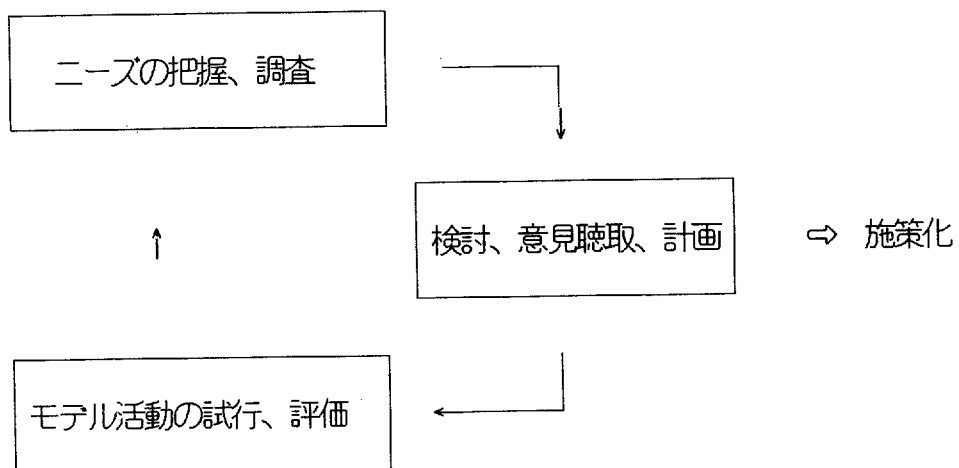 ニーズの把握、調査
検討、意見聴取、計画
⇨ 施策化
モデル活動の試行、評価